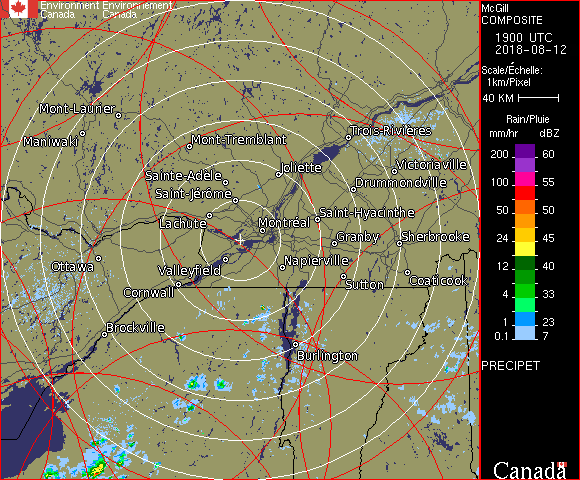 Environment Environnement
Canada Canada
McGill
COMPOSITE
1900 UTC
2018-08-12
Scale/Échelle:
1km/Pixel
40 KM
Rain/Pluie
mm/hr dBZ
200 60
150 57
100 55
50 50
24 45
12 40
4 33
1 23
0.1 7
PRECIPET
Canada
Mont-Laurier
Maniwaki
Mont-Tremblant
Trois-Rivières
Joliette
Victoriaville
Sainte-Adèle
Drummondville
Saint-Jérôme
Lachute
Montréal
Saint-Hyacinthe
Granby
Sherbrooke
Ottawa
Valleyfield
Napierville
Cornwall
Sutton
Coaticook
Brockville
Burlington